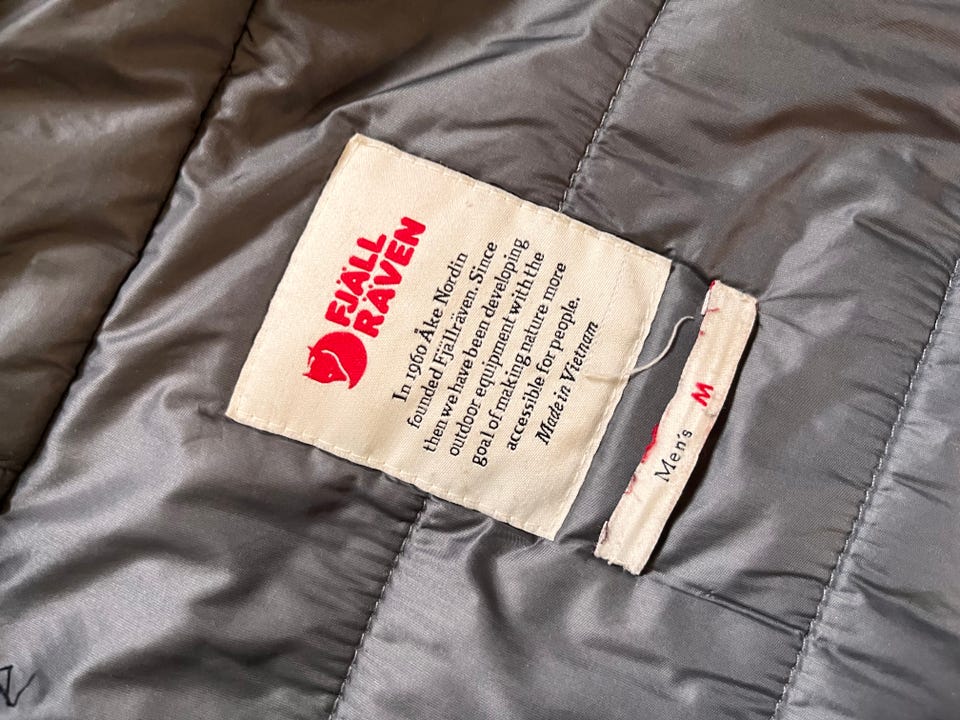 FJÄLL
RÄVEN
In 1960 Åke Nordin
founded Fjällräven. Since
then we have been developing
outdoor equipment with the
goal of making nature more
accessible for people.
Made in Vietnam
Men's M